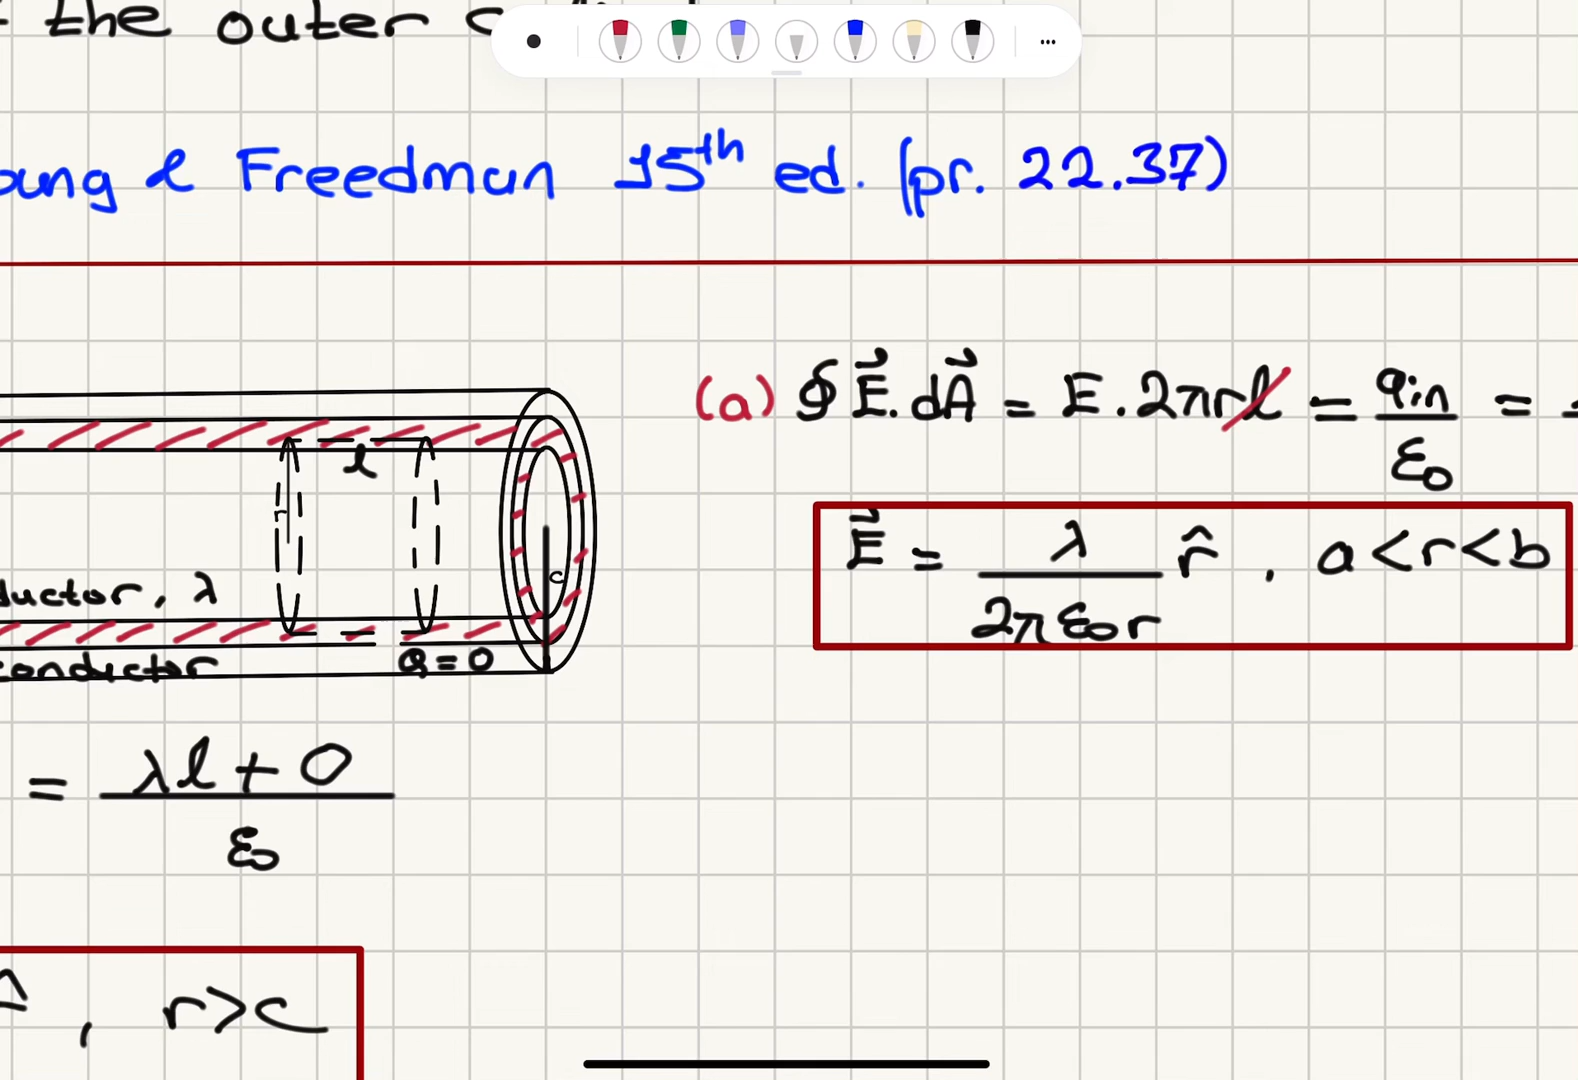 the outer
oung & Freedman 15th ed. (pr. 22.37)
(a) ∮ E⃗. dA⃗ = E . 2πrl = qin/ε0 =
E⃗ = λ/(2πε0r) r̂ , a < r < b
l
r
c
ductor, λ
conductor
Q = 0
= (λl + 0)/ε0
, r > c